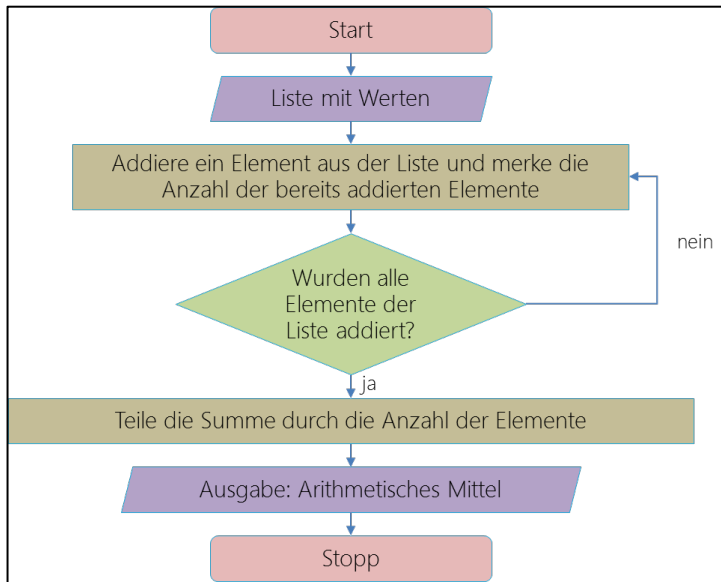 Start
Liste mit Werten
Addiere ein Element aus der Liste und merke die
Anzahl der bereits addierten Elemente
nein
Wurden alle
Elemente der
Liste addiert?
ja
Teile die Summe durch die Anzahl der Elemente
Ausgabe: Arithmetisches Mittel
Stopp